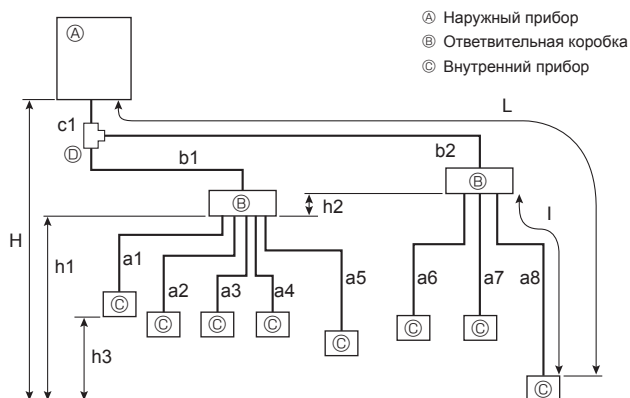 Ⓐ Наружный прибор
Ⓑ Ответвительная коробка
Ⓒ Внутренний прибор
Ⓐ
L
c1
Ⓓ
b1
b2
Ⓑ
Ⓑ
h2
H
h1
a1
a2
a3
a4
a5
a6
a7
a8
l
Ⓒ
Ⓒ
Ⓒ
Ⓒ
Ⓒ
Ⓒ
Ⓒ
h3
Ⓒ